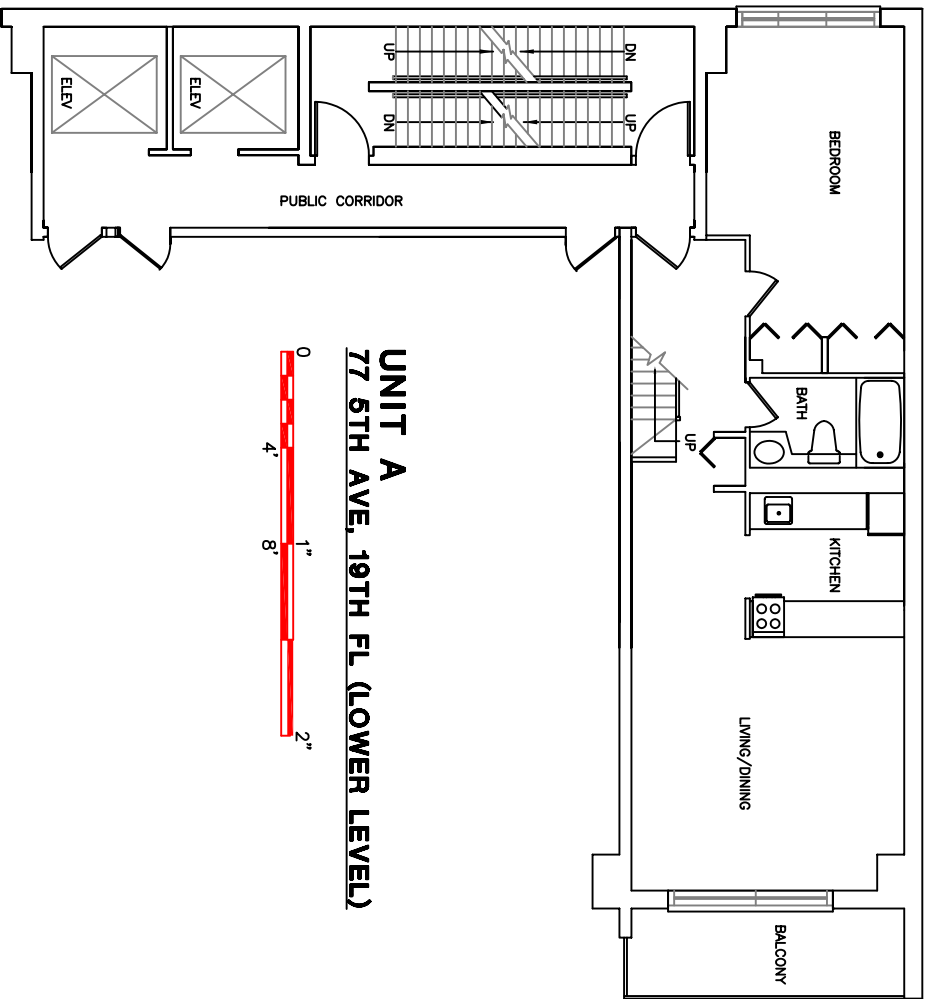 BEDROOM
BATH
KITCHEN
LIVING/DINING
BALCONY
UP
DN
UP
UP
DN
ELEV
ELEV
PUBLIC CORRIDOR
UNIT A
77 5TH AVE, 19TH FL (LOWER LEVEL)
0 1" 2"
4' 8'